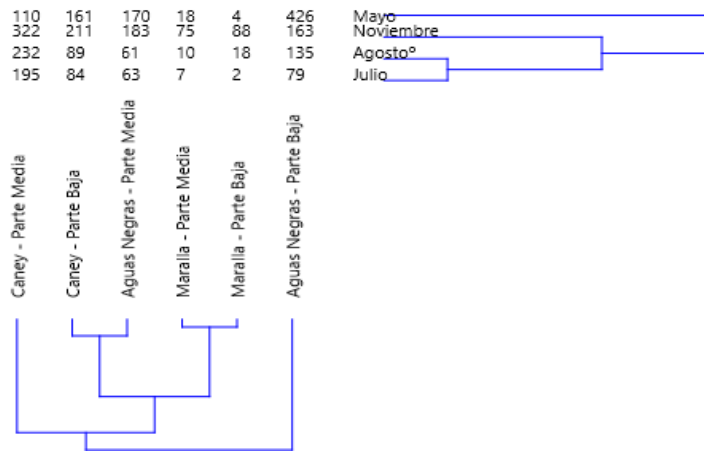 110 161 170 18 4 426 Mayo
322 211 183 75 88 163 Noviembre
232 89 61 10 18 135 Agosto°
195 84 63 7 2 79 Julio
Caney - Parte Media
Caney - Parte Baja
Aguas Negras - Parte Media
Maralla - Parte Media
Maralla - Parte Baja
Aguas Negras - Parte Baja